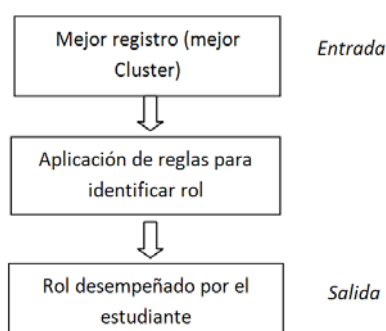 Mejor registro (mejor
Cluster)
Entrada
Aplicación de reglas para
identificar rol
Rol desempeñado por el
estudiante
Salida